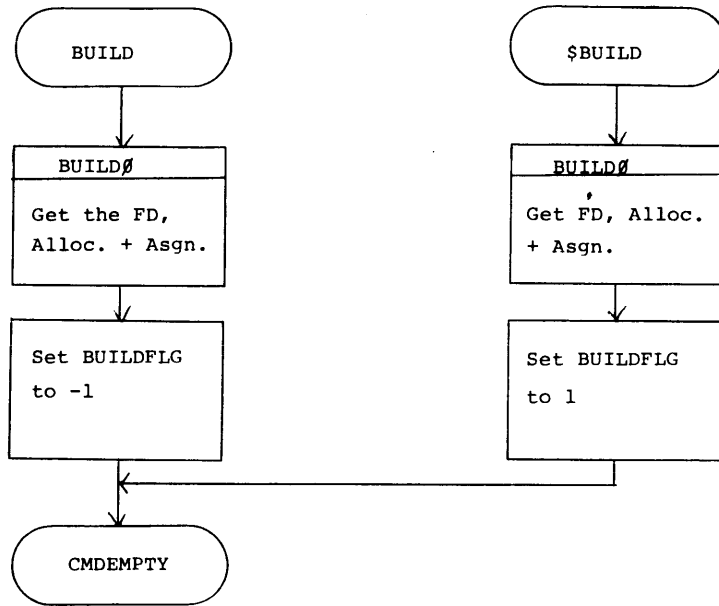 BUILD
BUILDØ
Get the FD,
Alloc. + Asgn.
Set BUILDFLG
to -1
$BUILD
BUILDØ
Get FD, Alloc.
+ Asgn.
Set BUILDFLG
to 1
CMDEMPTY